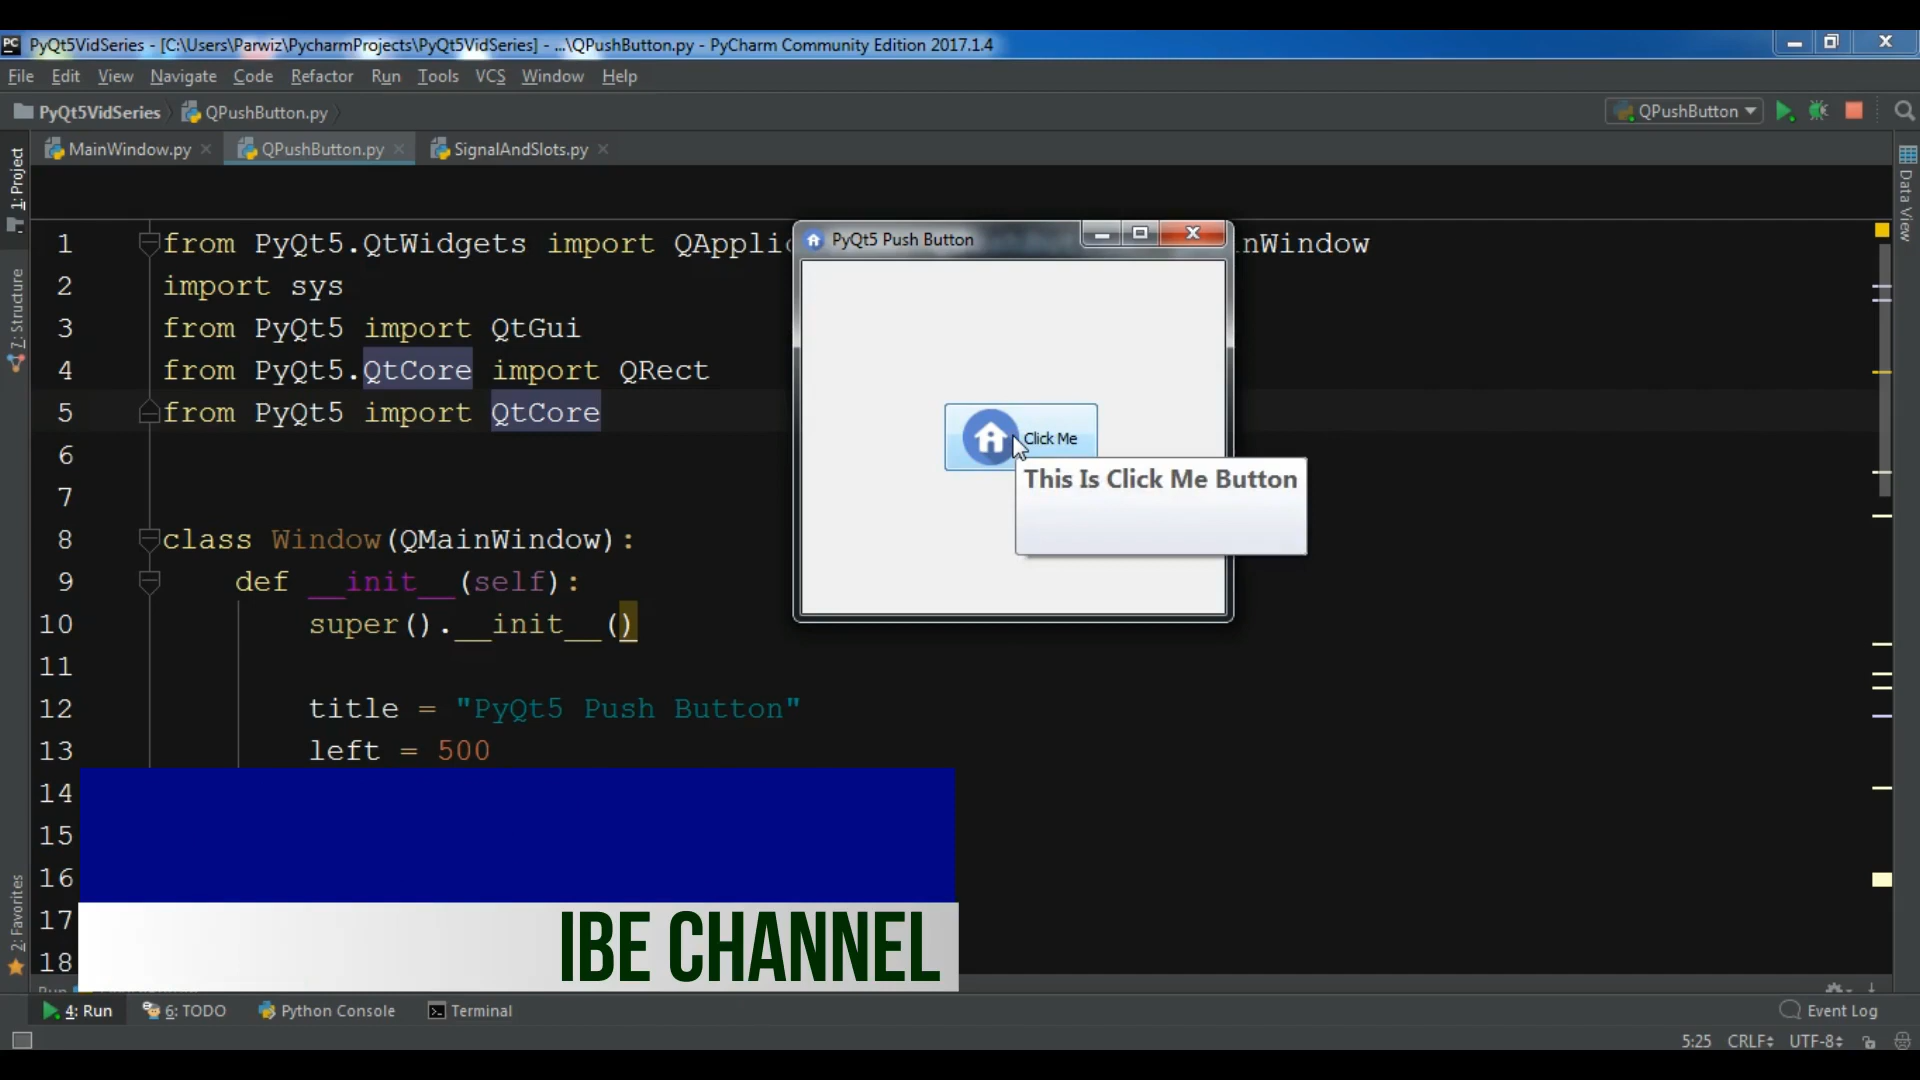 PyQt5VidSeries - [C:\Users\Parwiz\PycharmProjects\PyQt5VidSeries] - ...\QPushButton.py - PyCharm Community Edition 2017.1.4
File Edit View Navigate Code Refactor Run Tools VCS Window Help
PyQt5VidSeries QPushButton.py
QPushButton
MainWindow.py QPushButton.py SignalAndSlots.py
1: Project
7: Structure
2: Favorites
Data View
1 from PyQt5.QtWidgets import QApplic
nWindow
2 import sys
3 from PyQt5 import QtGui
4 from PyQt5.QtCore import QRect
5 from PyQt5 import QtCore
6
7
8 class Window(QMainWindow):
9 def __init__(self):
10 super().__init__()
11
12 title = "PyQt5 Push Button"
13 left = 500
14
15
16
17
18
PyQt5 Push Button
Click Me
This Is Click Me Button
IBE CHANNEL
4: Run 6: TODO Python Console Terminal
Event Log
5:25 CRLF UTF-8